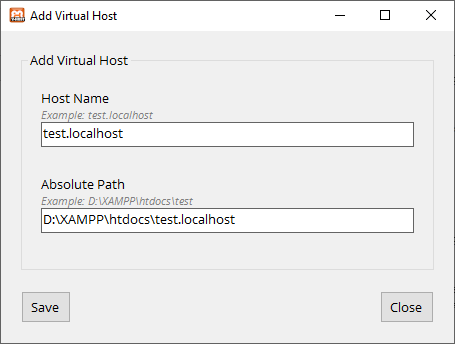 Add Virtual Host
Add Virtual Host
Host Name
Example: test.localhost
test.localhost
Absolute Path
Example: D:\XAMPP\htdocs\test
D:\XAMPP\htdocs\test.localhost
Save
Close